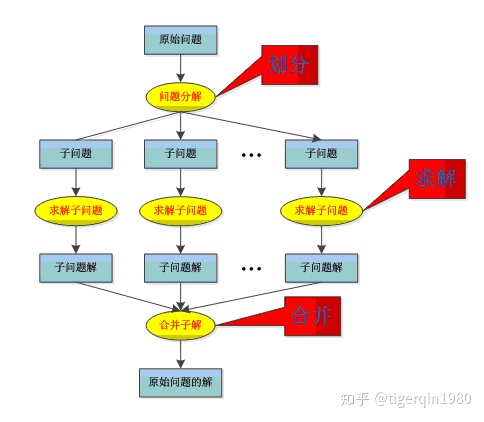 原始问题
划分
问题分解
子问题
子问题
...
子问题
求解
求解子问题
求解子问题
求解子问题
子问题解
子问题解
...
子问题解
合并
合并子解
原始问题的解
知乎 @tigerqin1980